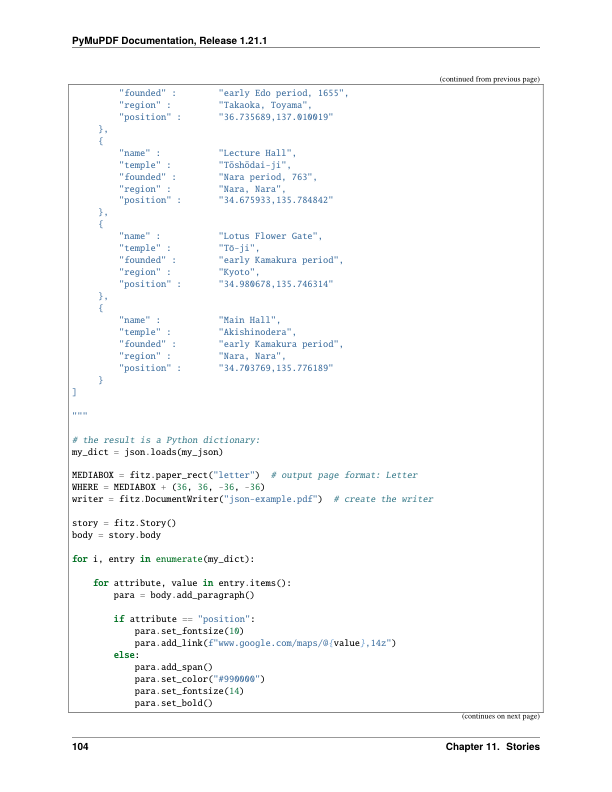 PyMuPDF Documentation, Release 1.21.1
(continued from previous page)
"founded" : "early Edo period, 1655",
"region" : "Takaoka, Toyama",
"position" : "36.735689,137.010019"
},
{
"name" : "Lecture Hall",
"temple" : "Tōshōdai-ji",
"founded" : "Nara period, 763",
"region" : "Nara, Nara",
"position" : "34.675933,135.784842"
},
{
"name" : "Lotus Flower Gate",
"temple" : "Tō-ji",
"founded" : "early Kamakura period",
"region" : "Kyoto",
"position" : "34.980678,135.746314"
},
{
"name" : "Main Hall",
"temple" : "Akishinodera",
"founded" : "early Kamakura period",
"region" : "Nara, Nara",
"position" : "34.703769,135.776189"
}
]
"""
# the result is a Python dictionary:
my_dict = json.loads(my_json)
MEDIABOX = fitz.paper_rect("letter") # output page format: Letter
WHERE = MEDIABOX + (36, 36, -36, -36)
writer = fitz.DocumentWriter("json-example.pdf") # create the writer
story = fitz.Story()
body = story.body
for i, entry in enumerate(my_dict):
for attribute, value in entry.items():
para = body.add_paragraph()
if attribute == "position":
para.set_fontsize(10)
para.add_link(f"www.google.com/maps/@{value},14z")
else:
para.add_span()
para.set_color("#990000")
para.set_fontsize(14)
para.set_bold()
(continues on next page)
104 Chapter 11. Stories